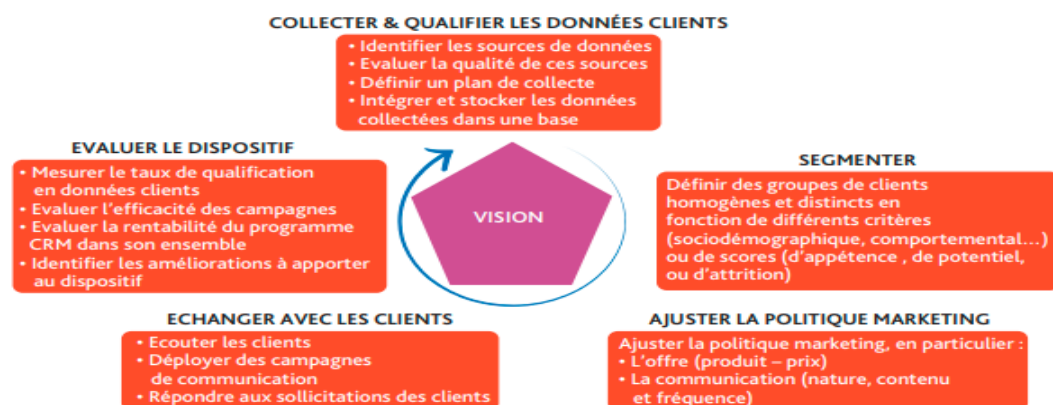 COLLECTER & QUALIFIER LES DONNÉES CLIENTS
• Identifier les sources de données
• Evaluer la qualité de ces sources
• Définir un plan de collecte
• Intégrer et stocker les données
collectées dans une base
EVALUER LE DISPOSITIF
• Mesurer le taux de qualification
en données clients
• Evaluer l'efficacité des campagnes
• Evaluer la rentabilité du programme
CRM dans son ensemble
• Identifier les améliorations à apporter
au dispositif
VISION
SEGMENTER
Définir des groupes de clients
homogènes et distincts en
fonction de différents critères
(sociodémographique, comportemental...)
ou de scores (d'appétence , de potentiel,
ou d'attrition)
ECHANGER AVEC LES CLIENTS
• Ecouter les clients
• Déployer des campagnes
de communication
• Répondre aux sollicitations des clients
AJUSTER LA POLITIQUE MARKETING
Ajuster la politique marketing, en particulier :
• L'offre (produit – prix)
• La communication (nature, contenu
et fréquence)